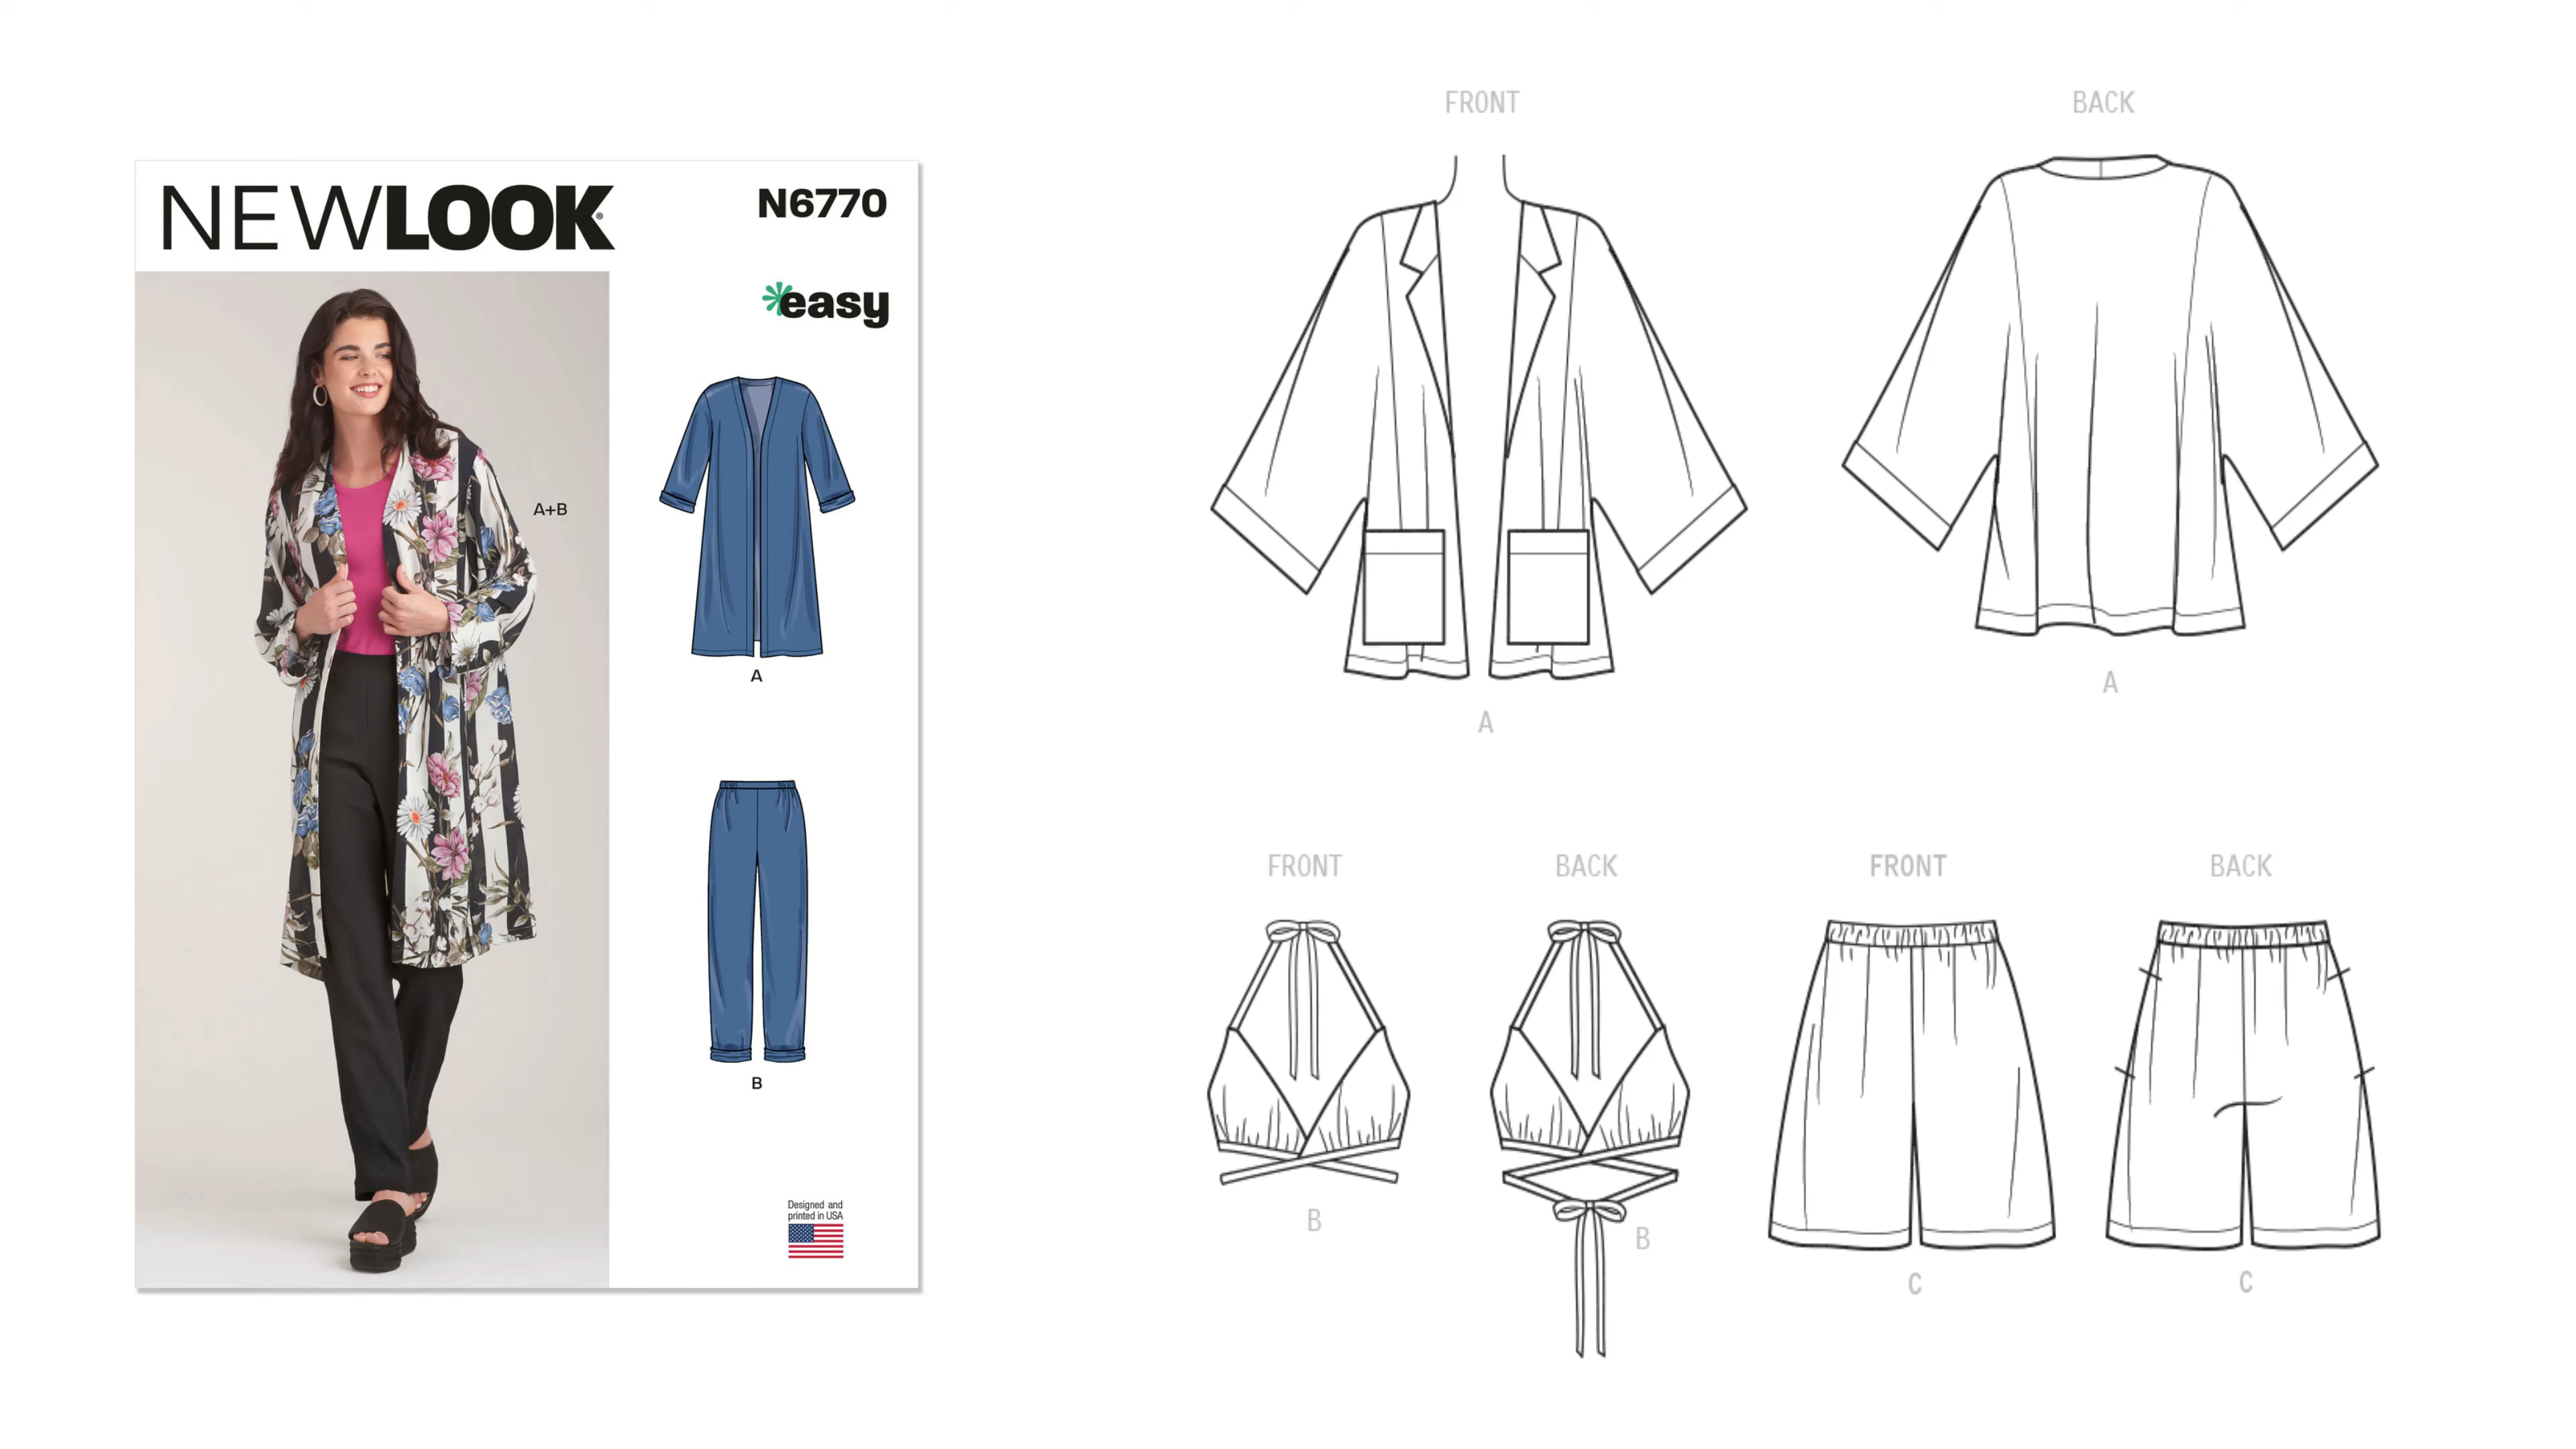 NEWLOOK®
N6770
easy
A+B
A
B
Designed and
printed in USA
FRONT
BACK
A
A
FRONT
BACK
FRONT
BACK
B
B
C
C